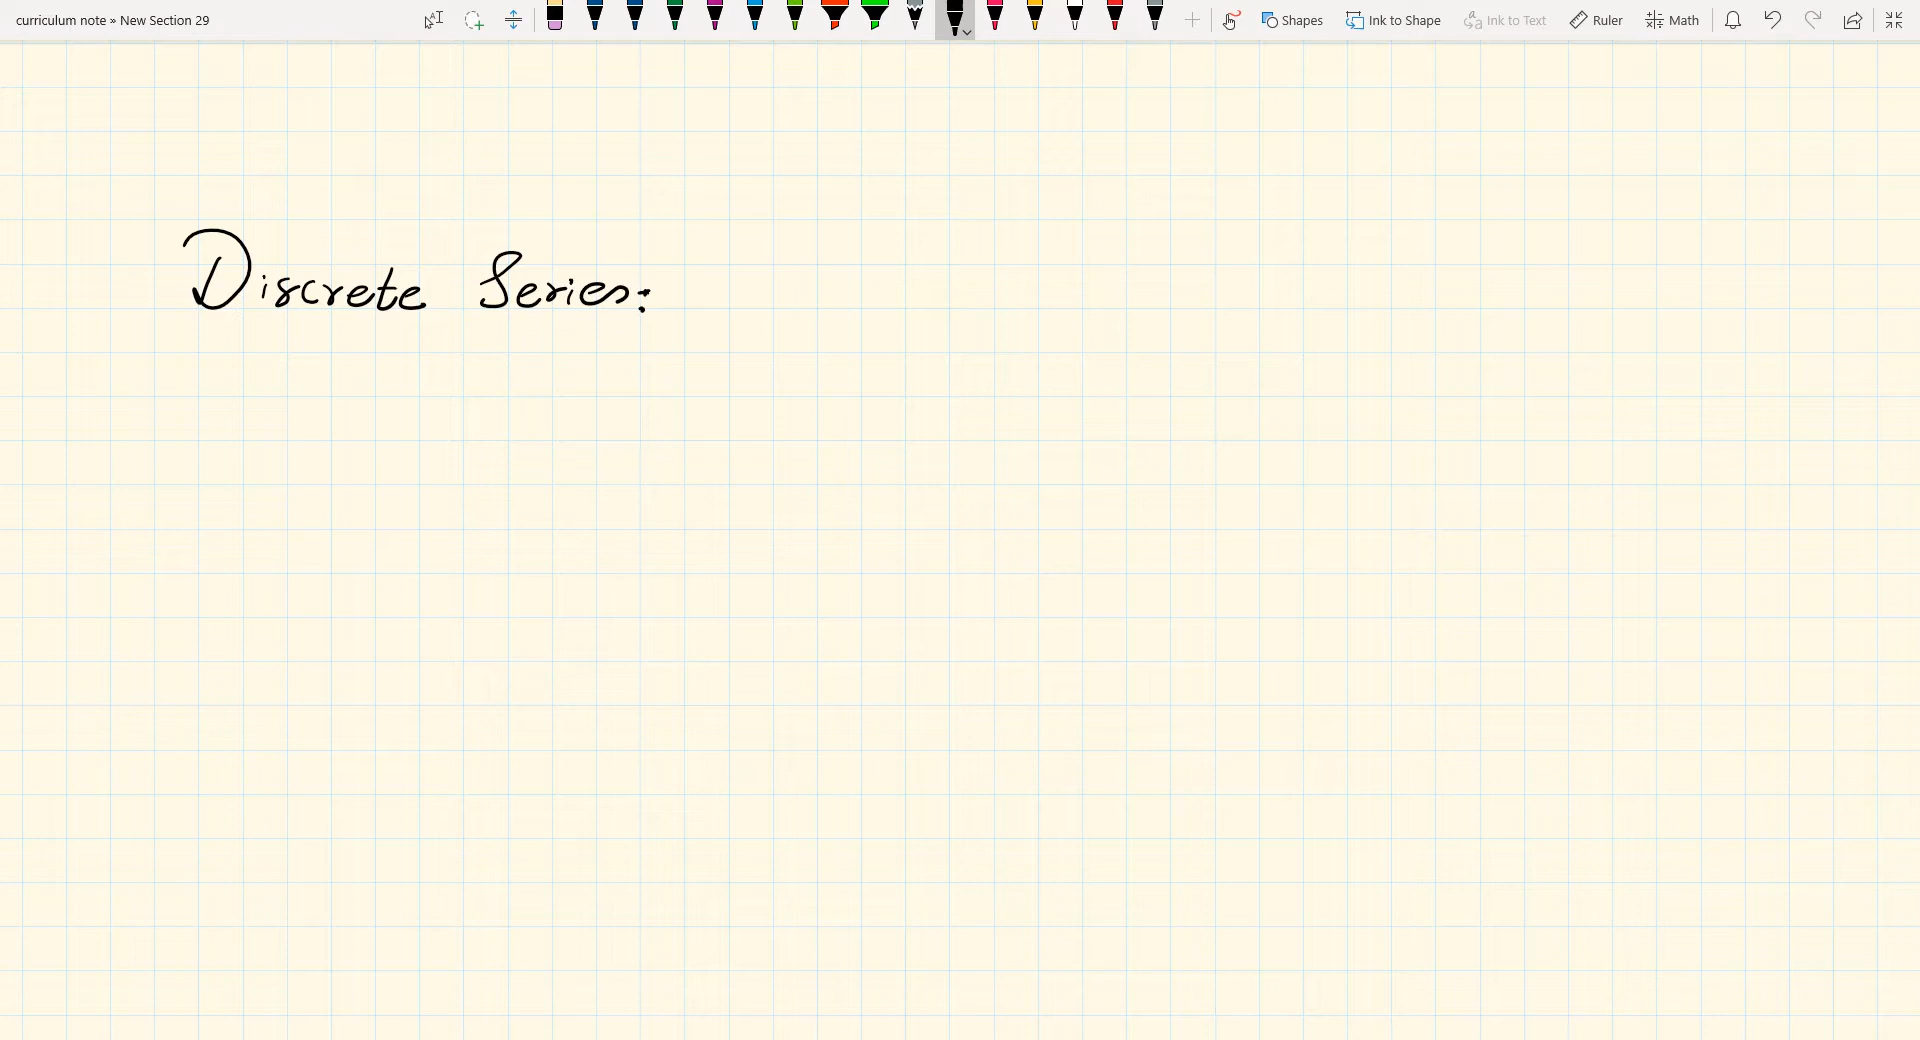 curriculum note » New Section 29
Shapes
Ink to Shape
Ink to Text
Ruler
Math
Discrete Series: